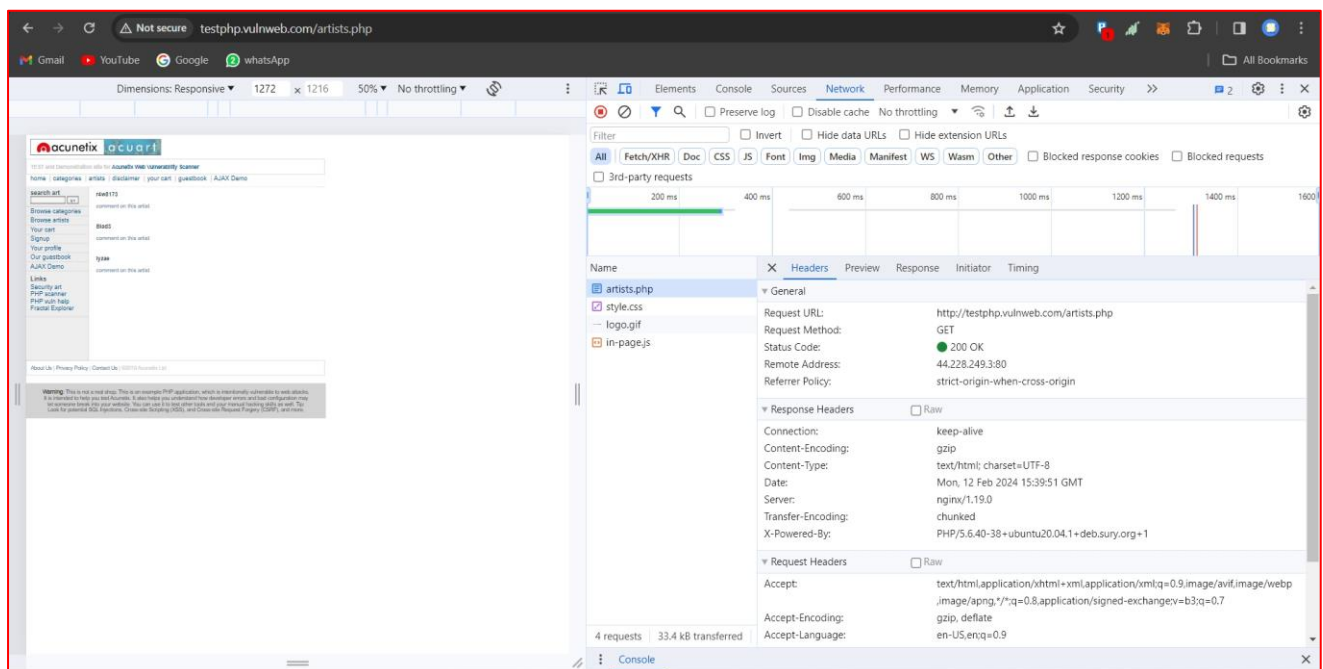 Not secure testphp.vulnweb.com/artists.php
Gmail YouTube Google whatsApp All Bookmarks
Dimensions: Responsive 1272 x 1216 50% No throttling
acunetix acuart
home categories artists disclaimer your cart guestbook AJAX Demo
search art
Browse categories
Browse artists
Your cart
Signup
Your profile
Our guestbook
AJAX Demo
Links
Security art
PHP scanner
PHP vuln help
Fractal Explorer
r4w8173
comment on this artist
Blad3
comment on this artist
lyzae
comment on this artist
About Us Privacy Policy Contact Us
Elements Console Sources Network Performance Memory Application Security 2
Preserve log Disable cache No throttling
Filter Invert Hide data URLs Hide extension URLs
All Fetch/XHR Doc CSS JS Font Img Media Manifest WS Wasm Other Blocked response cookies Blocked requests
3rd-party requests
200 ms 400 ms 600 ms 800 ms 1000 ms 1200 ms 1400 ms 1600
Name
artists.php
style.css
logo.gif
in-page.js
4 requests 33.4 kB transferred
Headers Preview Response Initiator Timing
General
Request URL: http://testphp.vulnweb.com/artists.php
Request Method: GET
Status Code: 200 OK
Remote Address: 44.228.249.3:80
Referrer Policy: strict-origin-when-cross-origin
Response Headers Raw
Connection: keep-alive
Content-Encoding: gzip
Content-Type: text/html; charset=UTF-8
Date: Mon, 12 Feb 2024 15:39:51 GMT
Server: nginx/1.19.0
Transfer-Encoding: chunked
X-Powered-By: PHP/5.6.40-38+ubuntu20.04.1+deb.sury.org+1
Request Headers Raw
Accept: text/html,application/xhtml+xml,application/xml;q=0.9,image/avif,image/webp
,image/apng,*/*;q=0.8,application/signed-exchange;v=b3;q=0.7
Accept-Encoding: gzip, deflate
Accept-Language: en-US,en;q=0.9
Console